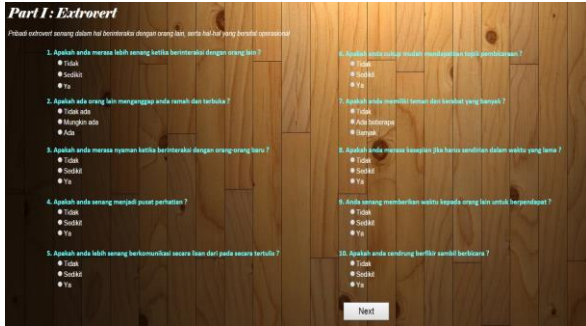 Part I : Extrovert
Pribadi extrovert senang dalam hal berinteraksi dengan orang lain, serta hal-hal yang bersifat operasional
1. Apakah anda merasa lebih senang ketika berinteraksi dengan orang lain ?
Tidak
Sedikit
Ya
2. Apakah ada orang lain menganggap anda ramah dan terbuka ?
Tidak ada
Mungkin ada
Ada
3. Apakah anda merasa nyaman ketika berinteraksi dengan orang-orang baru ?
Tidak
Sedikit
Ya
4. Apakah anda senang menjadi pusat perhatian ?
Tidak
Sedikit
Ya
5. Apakah anda lebih senang berkomunikasi secara lisan dari pada secara tertulis ?
Tidak
Sedikit
Ya
6. Apakah anda cukup mudah mendapatkan topik pembicaraan ?
Tidak
Sedikit
Ya
7. Apakah anda memiliki teman dan kerabat yang banyak ?
Tidak
Ada beberapa
Banyak
8. Apakah anda merasa kesepian jika harus sendirian dalam waktu yang lama ?
Tidak
Sedikit
Ya
9. Anda senang memberikan waktu kepada orang lain untuk berpendapat ?
Tidak
Sedikit
Ya
10. Apakah anda cendrung berfikir sambil berbicara ?
Tidak
Sedikit
Ya
Next